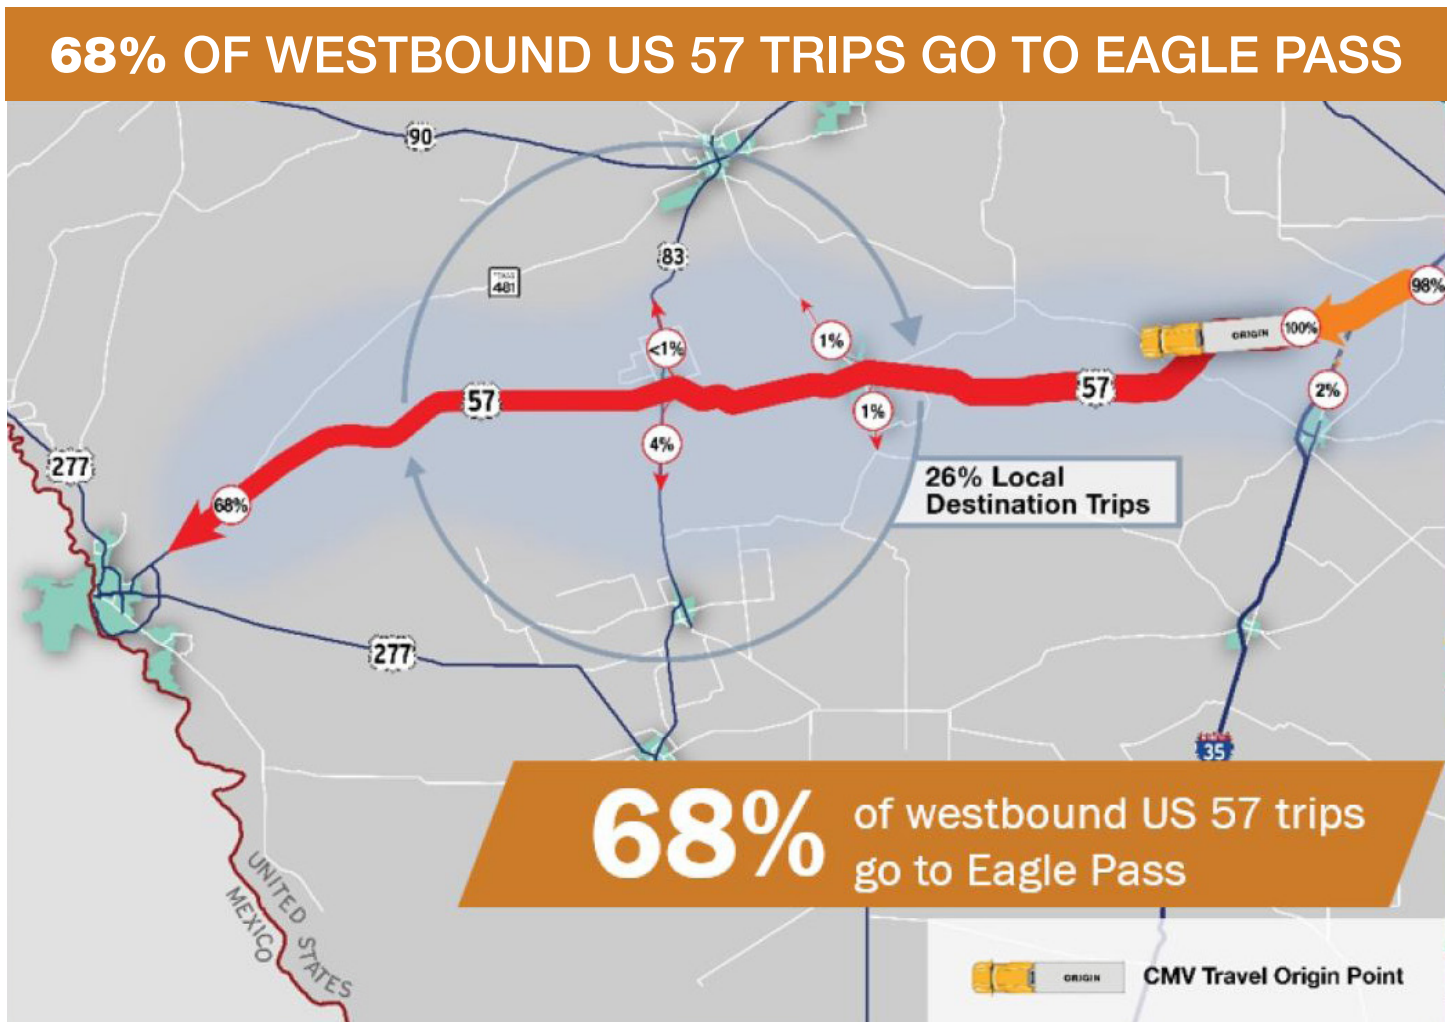 68% OF WESTBOUND US 57 TRIPS GO TO EAGLE PASS
90
83
TEXAS
481
98%
100%
ORIGIN
<1%
1%
57
57
2%
1%
4%
277
26% Local
Destination Trips
68%
277
35
68%
of westbound US 57 trips
go to Eagle Pass
UNITED STATES
MEXICO
ORIGIN
CMV Travel Origin Point